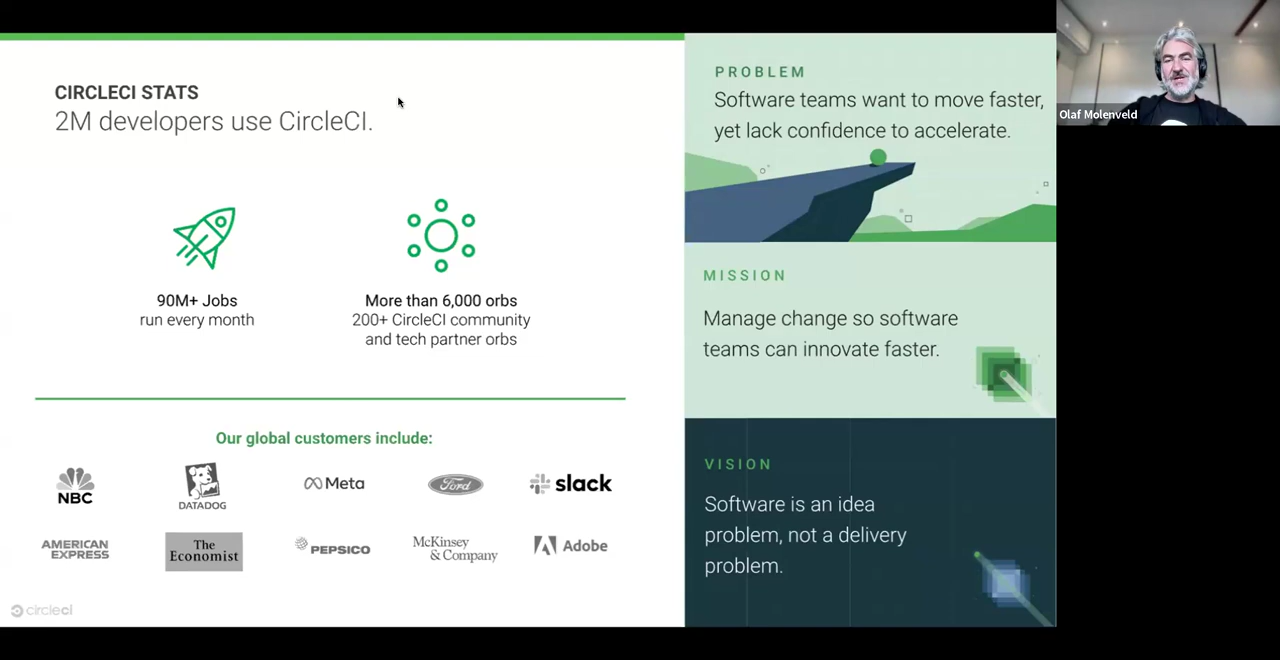 CIRCLECI STATS
2M developers use CircleCI.
90M+ Jobs
run every month
More than 6,000 orbs
200+ CircleCI community
and tech partner orbs
Our global customers include:
NBC
DATADOG
Meta
Ford
slack
AMERICAN
EXPRESS
The
Economist
PEPSICO
McKinsey
& Company
Adobe
circleci
PROBLEM
Software teams want to move faster,
yet lack confidence to accelerate.
MISSION
Manage change so software
teams can innovate faster.
VISION
Software is an idea
problem, not a delivery
problem.
Olaf Molenveld